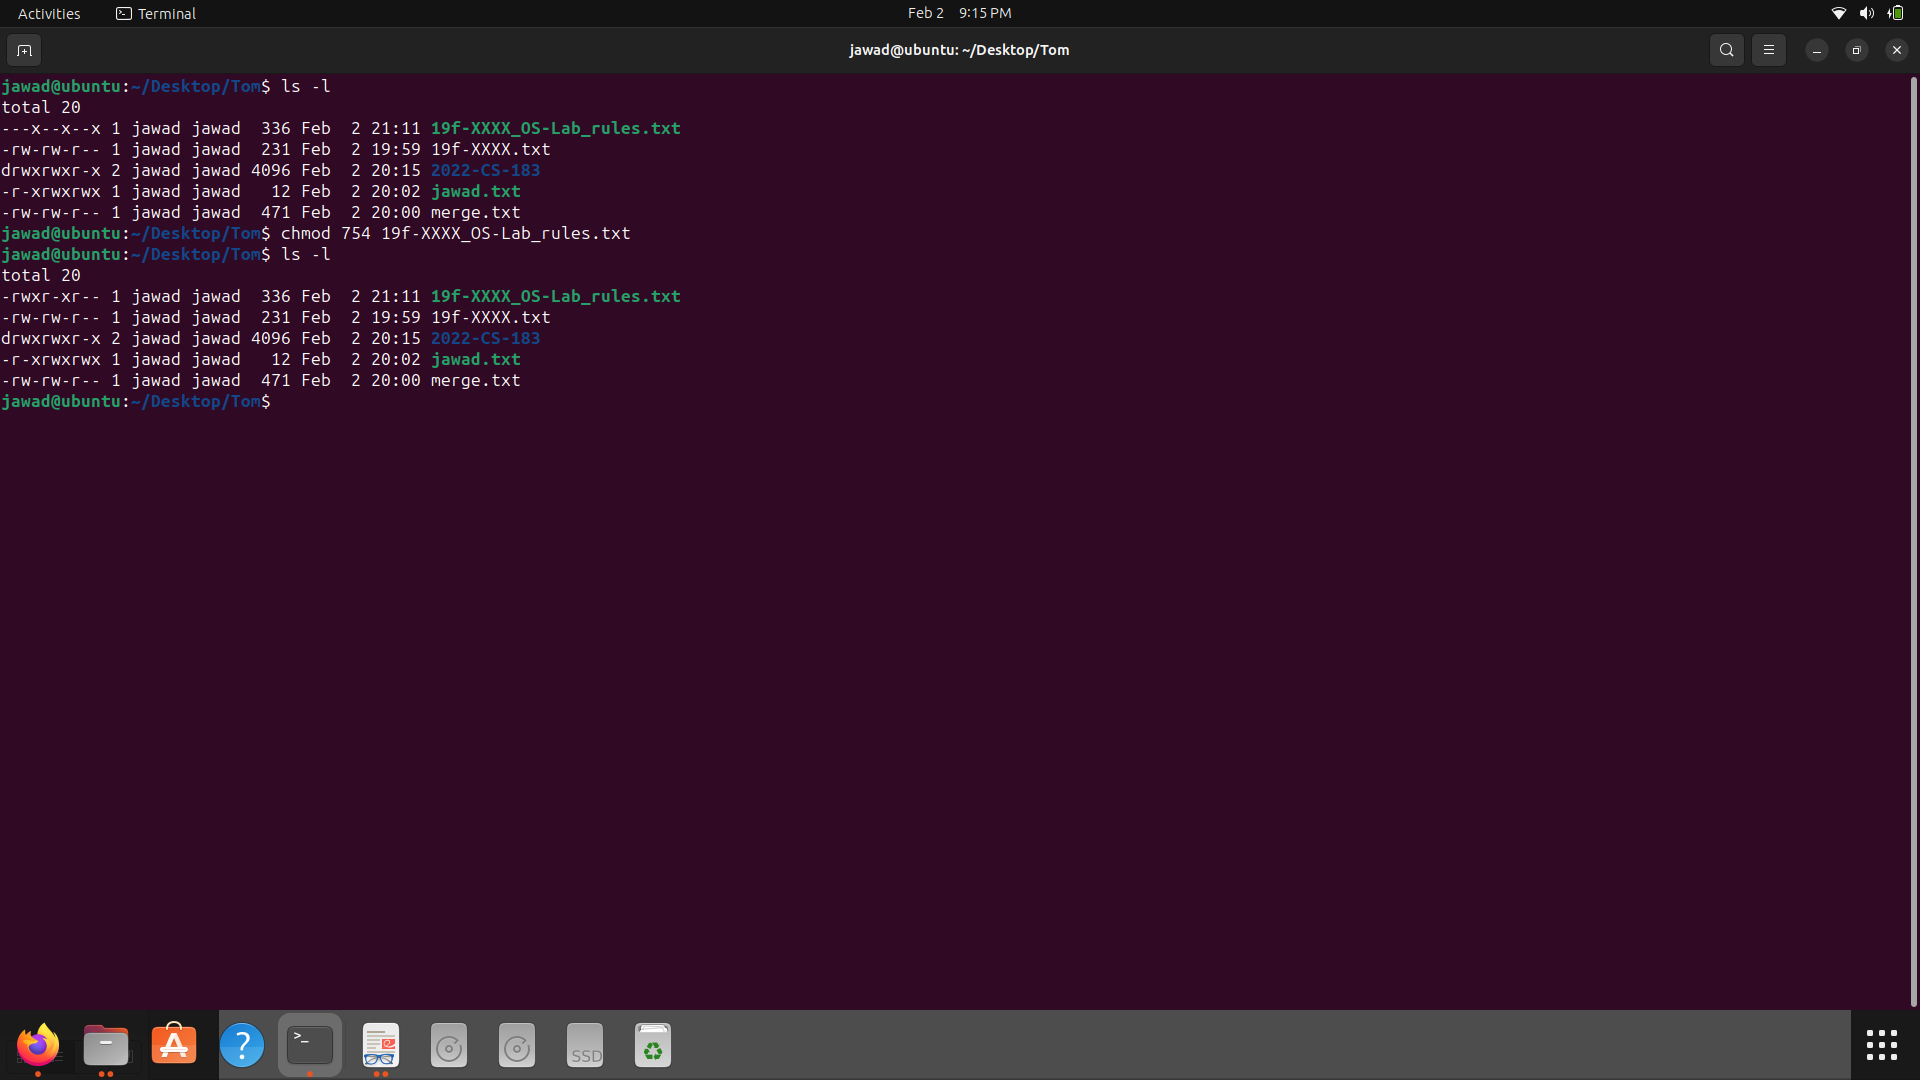 Activities Terminal Feb 2 9:15 PM
jawad@ubuntu: ~/Desktop/Tom
jawad@ubuntu:~/Desktop/Tom$ ls -l
total 20
---x--x--x 1 jawad jawad  336 Feb  2 21:11 19f-XXXX_OS-Lab_rules.txt
-rw-rw-r-- 1 jawad jawad  231 Feb  2 19:59 19f-XXXX.txt
drwxrwxr-x 2 jawad jawad 4096 Feb  2 20:15 2022-CS-183
-r-xrwxrwx 1 jawad jawad   12 Feb  2 20:02 jawad.txt
-rw-rw-r-- 1 jawad jawad  471 Feb  2 20:00 merge.txt
jawad@ubuntu:~/Desktop/Tom$ chmod 754 19f-XXXX_OS-Lab_rules.txt
jawad@ubuntu:~/Desktop/Tom$ ls -l
total 20
-rwxr-xr-- 1 jawad jawad  336 Feb  2 21:11 19f-XXXX_OS-Lab_rules.txt
-rw-rw-r-- 1 jawad jawad  231 Feb  2 19:59 19f-XXXX.txt
drwxrwxr-x 2 jawad jawad 4096 Feb  2 20:15 2022-CS-183
-r-xrwxrwx 1 jawad jawad   12 Feb  2 20:02 jawad.txt
-rw-rw-r-- 1 jawad jawad  471 Feb  2 20:00 merge.txt
jawad@ubuntu:~/Desktop/Tom$
SSD